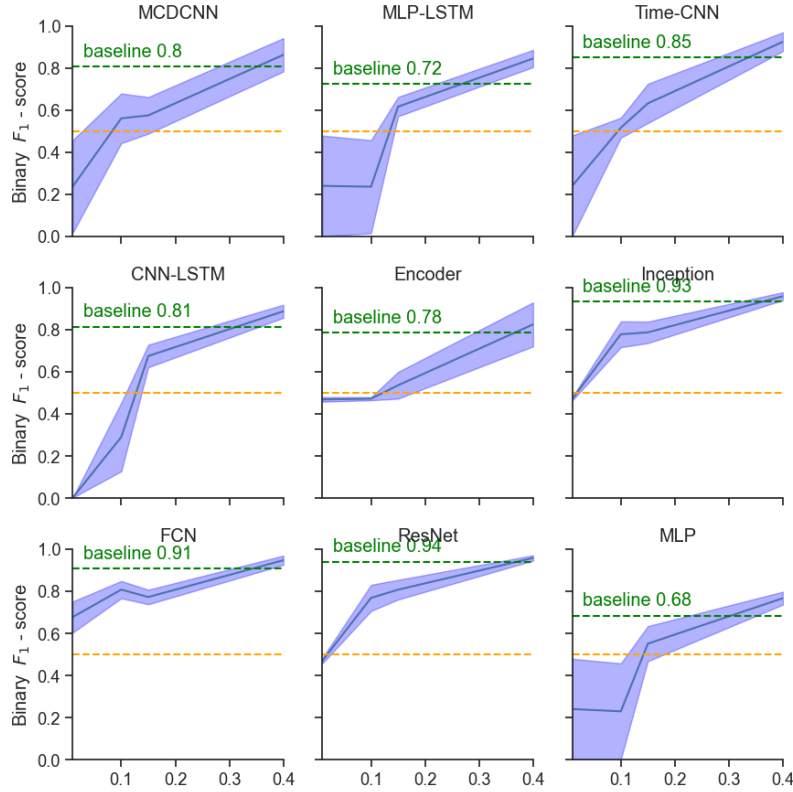 MCDCNN
MLP-LSTM
Time-CNN
Binary F1 - score
1.0
0.8
0.6
0.4
0.2
0.0
baseline 0.8
baseline 0.72
baseline 0.85
CNN-LSTM
Encoder
Inception
Binary F1 - score
1.0
0.8
0.6
0.4
0.2
0.0
baseline 0.81
baseline 0.78
baseline 0.93
FCN
ResNet
MLP
Binary F1 - score
1.0
0.8
0.6
0.4
0.2
0.0
baseline 0.91
baseline 0.94
baseline 0.68
0.1 0.2 0.3 0.4
0.1 0.2 0.3 0.4
0.1 0.2 0.3 0.4